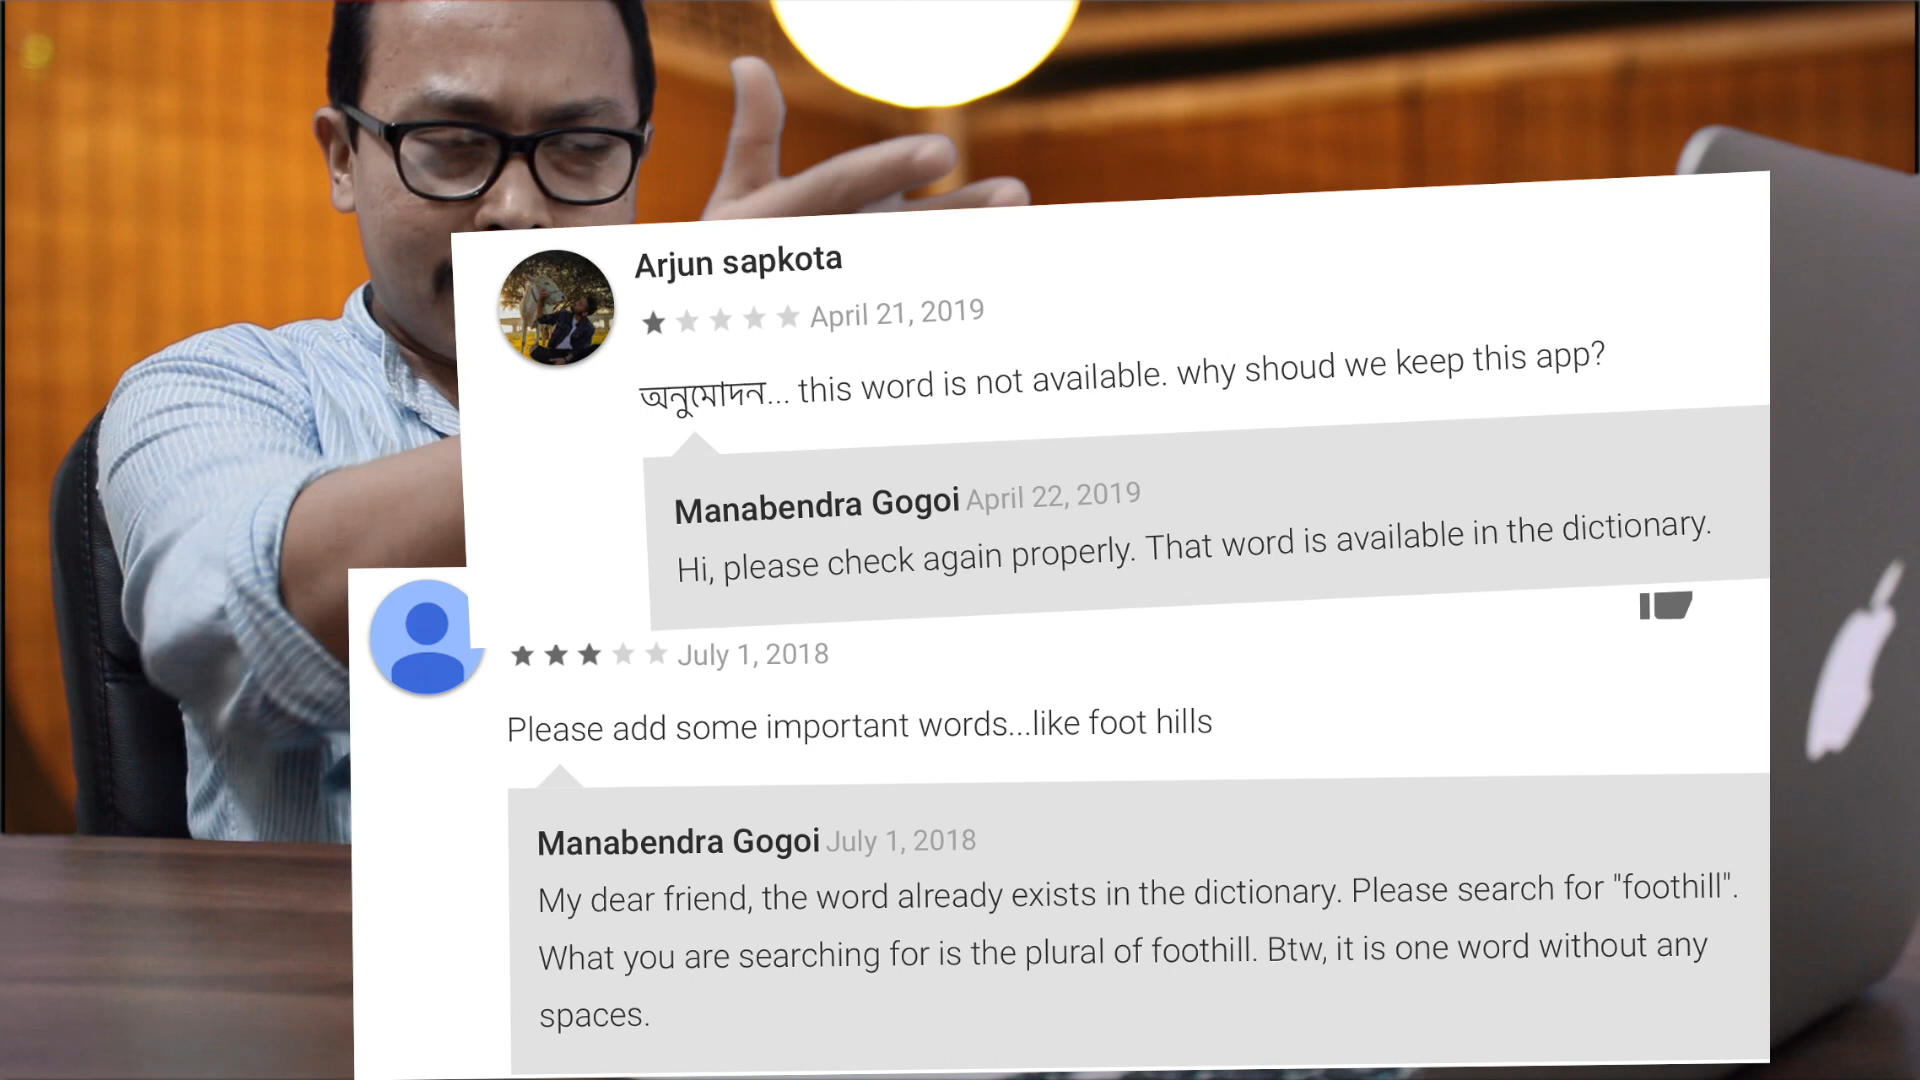 Arjun sapkota
April 21, 2019
অনুমোদন... this word is not available. why shoud we keep this app?
Manabendra Gogoi April 22, 2019
Hi, please check again properly. That word is available in the dictionary.
July 1, 2018
Please add some important words...like foot hills
Manabendra Gogoi July 1, 2018
My dear friend, the word already exists in the dictionary. Please search for "foothill".
What you are searching for is the plural of foothill. Btw, it is one word without any
spaces.